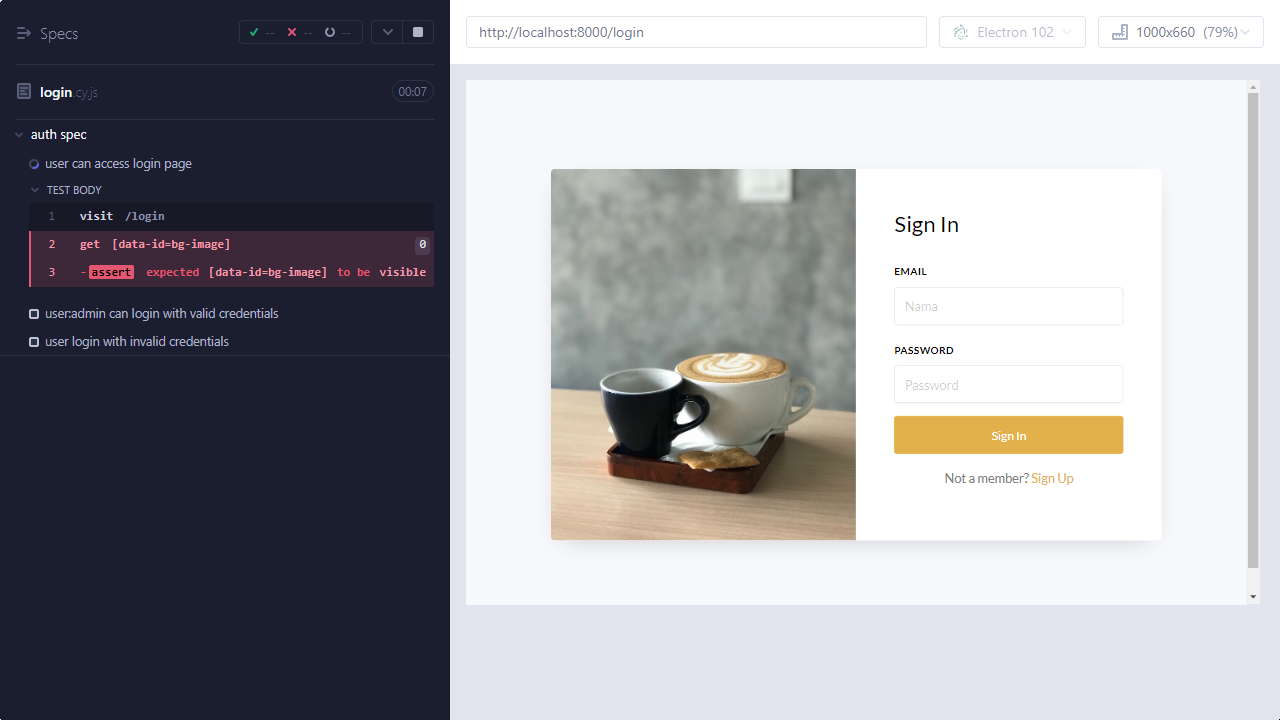 Specs
--
--
--
login.cy.js
00:07
auth spec
user can access login page
TEST BODY
1 visit /login
2 get [data-id=bg-image] 0
3 -assert expected [data-id=bg-image] to be visible
user:admin can login with valid credentials
user login with invalid credentials
http://localhost:8000/login
Electron 102
1000x660 (79%)
Sign In
EMAIL
Nama
PASSWORD
Password
Sign In
Not a member? Sign Up